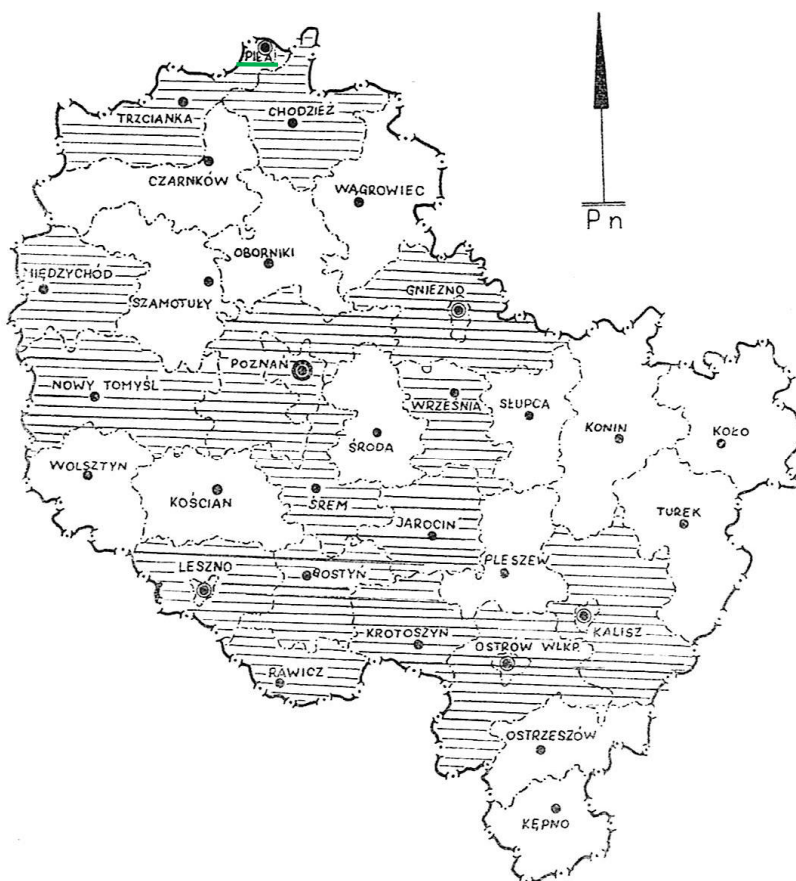 PIŁA
TRZCIANKA
CHODZIEŻ
CZARNKÓW
WĄGROWIEC
Pn
OBORNIKI
MIĘDZYCHÓD
SZAMOTUŁY
GNIEZNO
POZNAŃ
NOWY TOMYŚL
WRZEŚNIA
SŁUPCA
KONIN
KOŁO
ŚRODA
WOLSZTYN
KOŚCIAN
ŚREM
JAROCIN
TUREK
PLESZEW
LESZNO
GOSTYŃ
KROTOSZYN
OSTRÓW WLKP.
KALISZ
RAWICZ
OSTRZESZÓW
KĘPNO